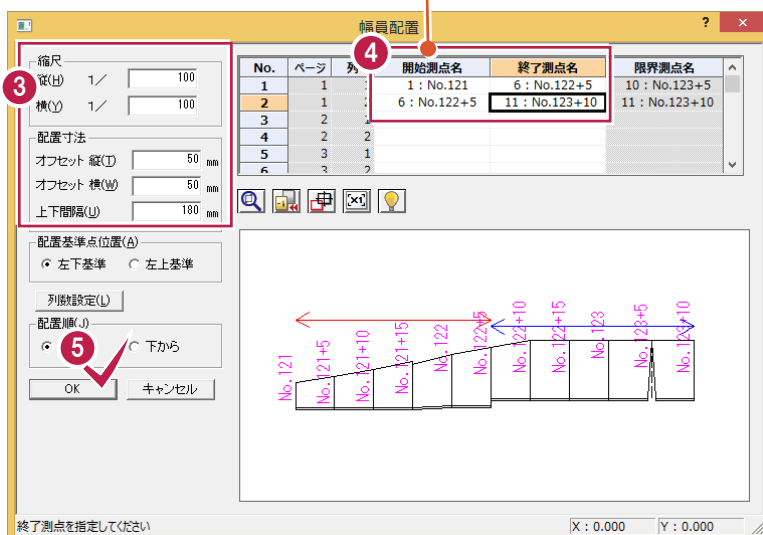 幅員配置
? ×
縮尺
縦(H) 1/ 100
横(Y) 1/ 100
配置寸法
オフセット 縦(T) 50 mm
オフセット 横(W) 50 mm
上下間隔(U) 180 mm
配置基準点位置(A)
左下基準 左上基準
列数設定(L)
配置順(J)
下から
OK キャンセル
3
4
5
No. ページ 開始測点名 終了測点名 限界測点名
1 1 1:No.121 6:No.122+5 10:No.123+5
2 1 6:No.122+5 11:No.123+10 11:No.123+10
3 2
4 2 2
5 3 1
6 3 2
[×1]
No.121
No.121+5
No.121+10
No.121+15
No.122
No.122+5
No.122+10
No.122+15
No.123
No.123+5
No.123+10
終了測点を指定してください
X:0.000 Y:0.000